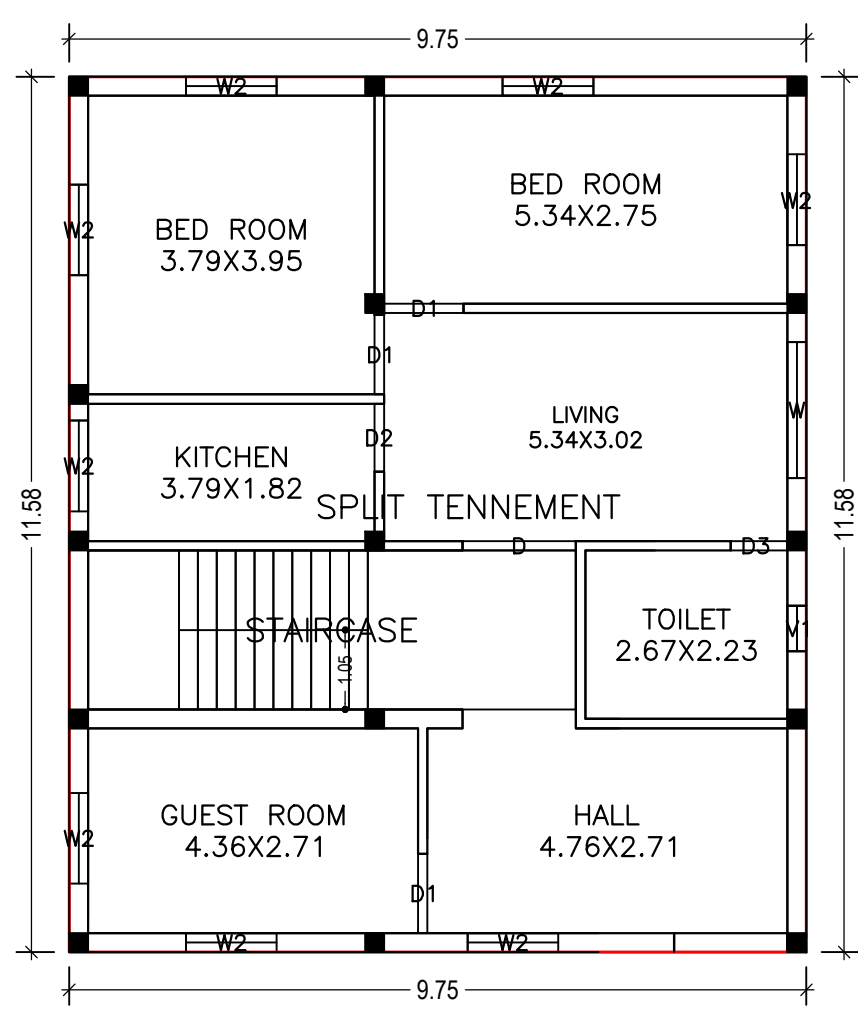 9.75
W2
W2
BED ROOM
5.34X2.75
W2
W2
BED ROOM
3.79X3.95
D1
D1
LIVING
5.34X3.02
W
D2
W2
KITCHEN
3.79X1.82
SPLIT TENNEMENT
11.58
11.58
D
D3
STAIRCASE
1.05
TOILET
2.67X2.23
V1
GUEST ROOM
4.36X2.71
HALL
4.76X2.71
W2
D1
W2
W2
9.75